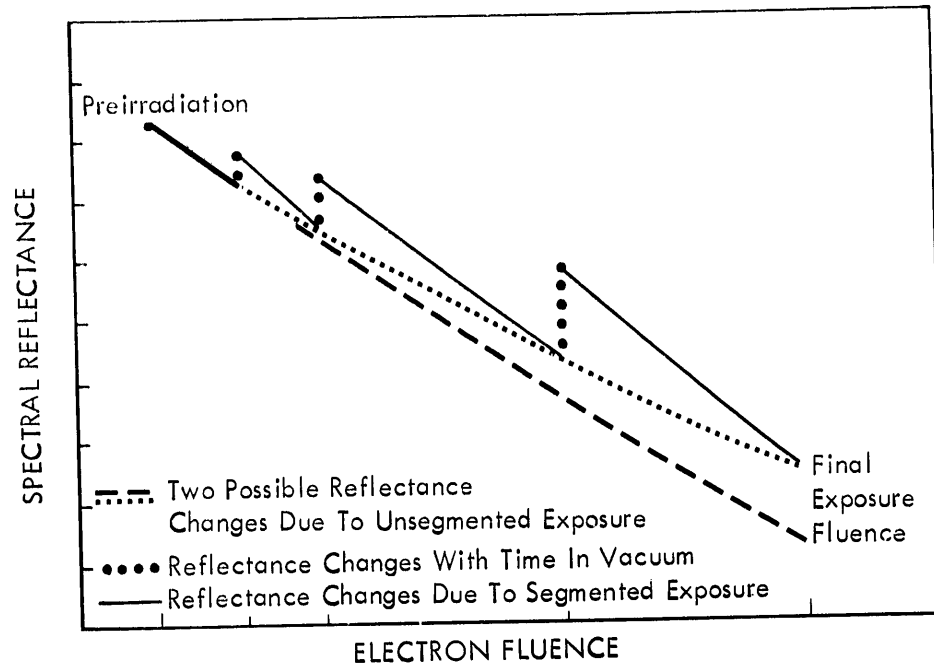 Preirradiation
SPECTRAL REFLECTANCE
Final
Exposure
Fluence
Two Possible Reflectance
Changes Due To Unsegmented Exposure
Reflectance Changes With Time In Vacuum
Reflectance Changes Due To Segmented Exposure
ELECTRON FLUENCE